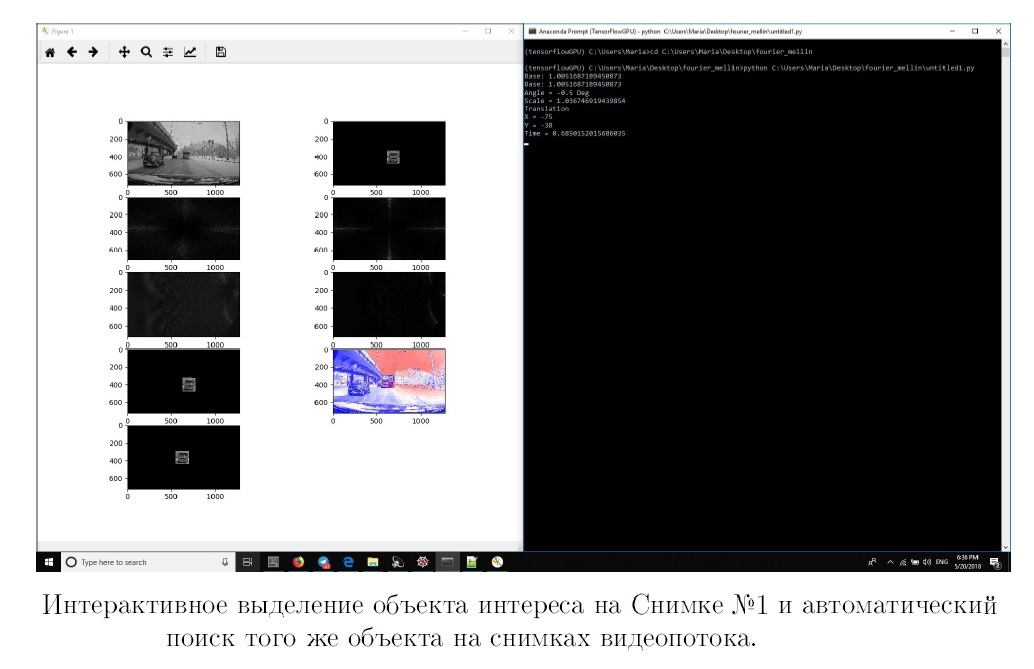 Figure 1
Anaconda Prompt (TensorFlowGPU) - python C:\Users\Maria\Desktop\fourier_mellin\untitled1.py
(tensorflowGPU) C:\Users\Maria>cd C:\Users\Maria\Desktop\fourier_mellin
(tensorflowGPU) C:\Users\Maria\Desktop\fourier_mellin>python C:\Users\Maria\Desktop\fourier_mellin\untitled1.py
Base: 1.0051687189450873
Base: 1.0051687189450873
Angle = -0.5 Deg
Scale = 1.036746919439854
Translation
X = -75
Y = -30
Time = 0.6850152015686035
0
200
400
600
0 500 1000
0
200
400
600
0 500 1000
0
200
400
600
0 500 1000
0
200
400
600
0 500 1000
0
200
400
600
0 500 1000
0
200
400
600
0 500 1000
0
200
400
600
0 500 1000
0
200
400
600
0 500 1000
0
200
400
600
0 500 1000
Type here to search
ENG
6:36 PM
5/20/2018
Интерактивное выделение объекта интереса на Снимке №1 и автоматический
поиск того же объекта на снимках видеопотока.